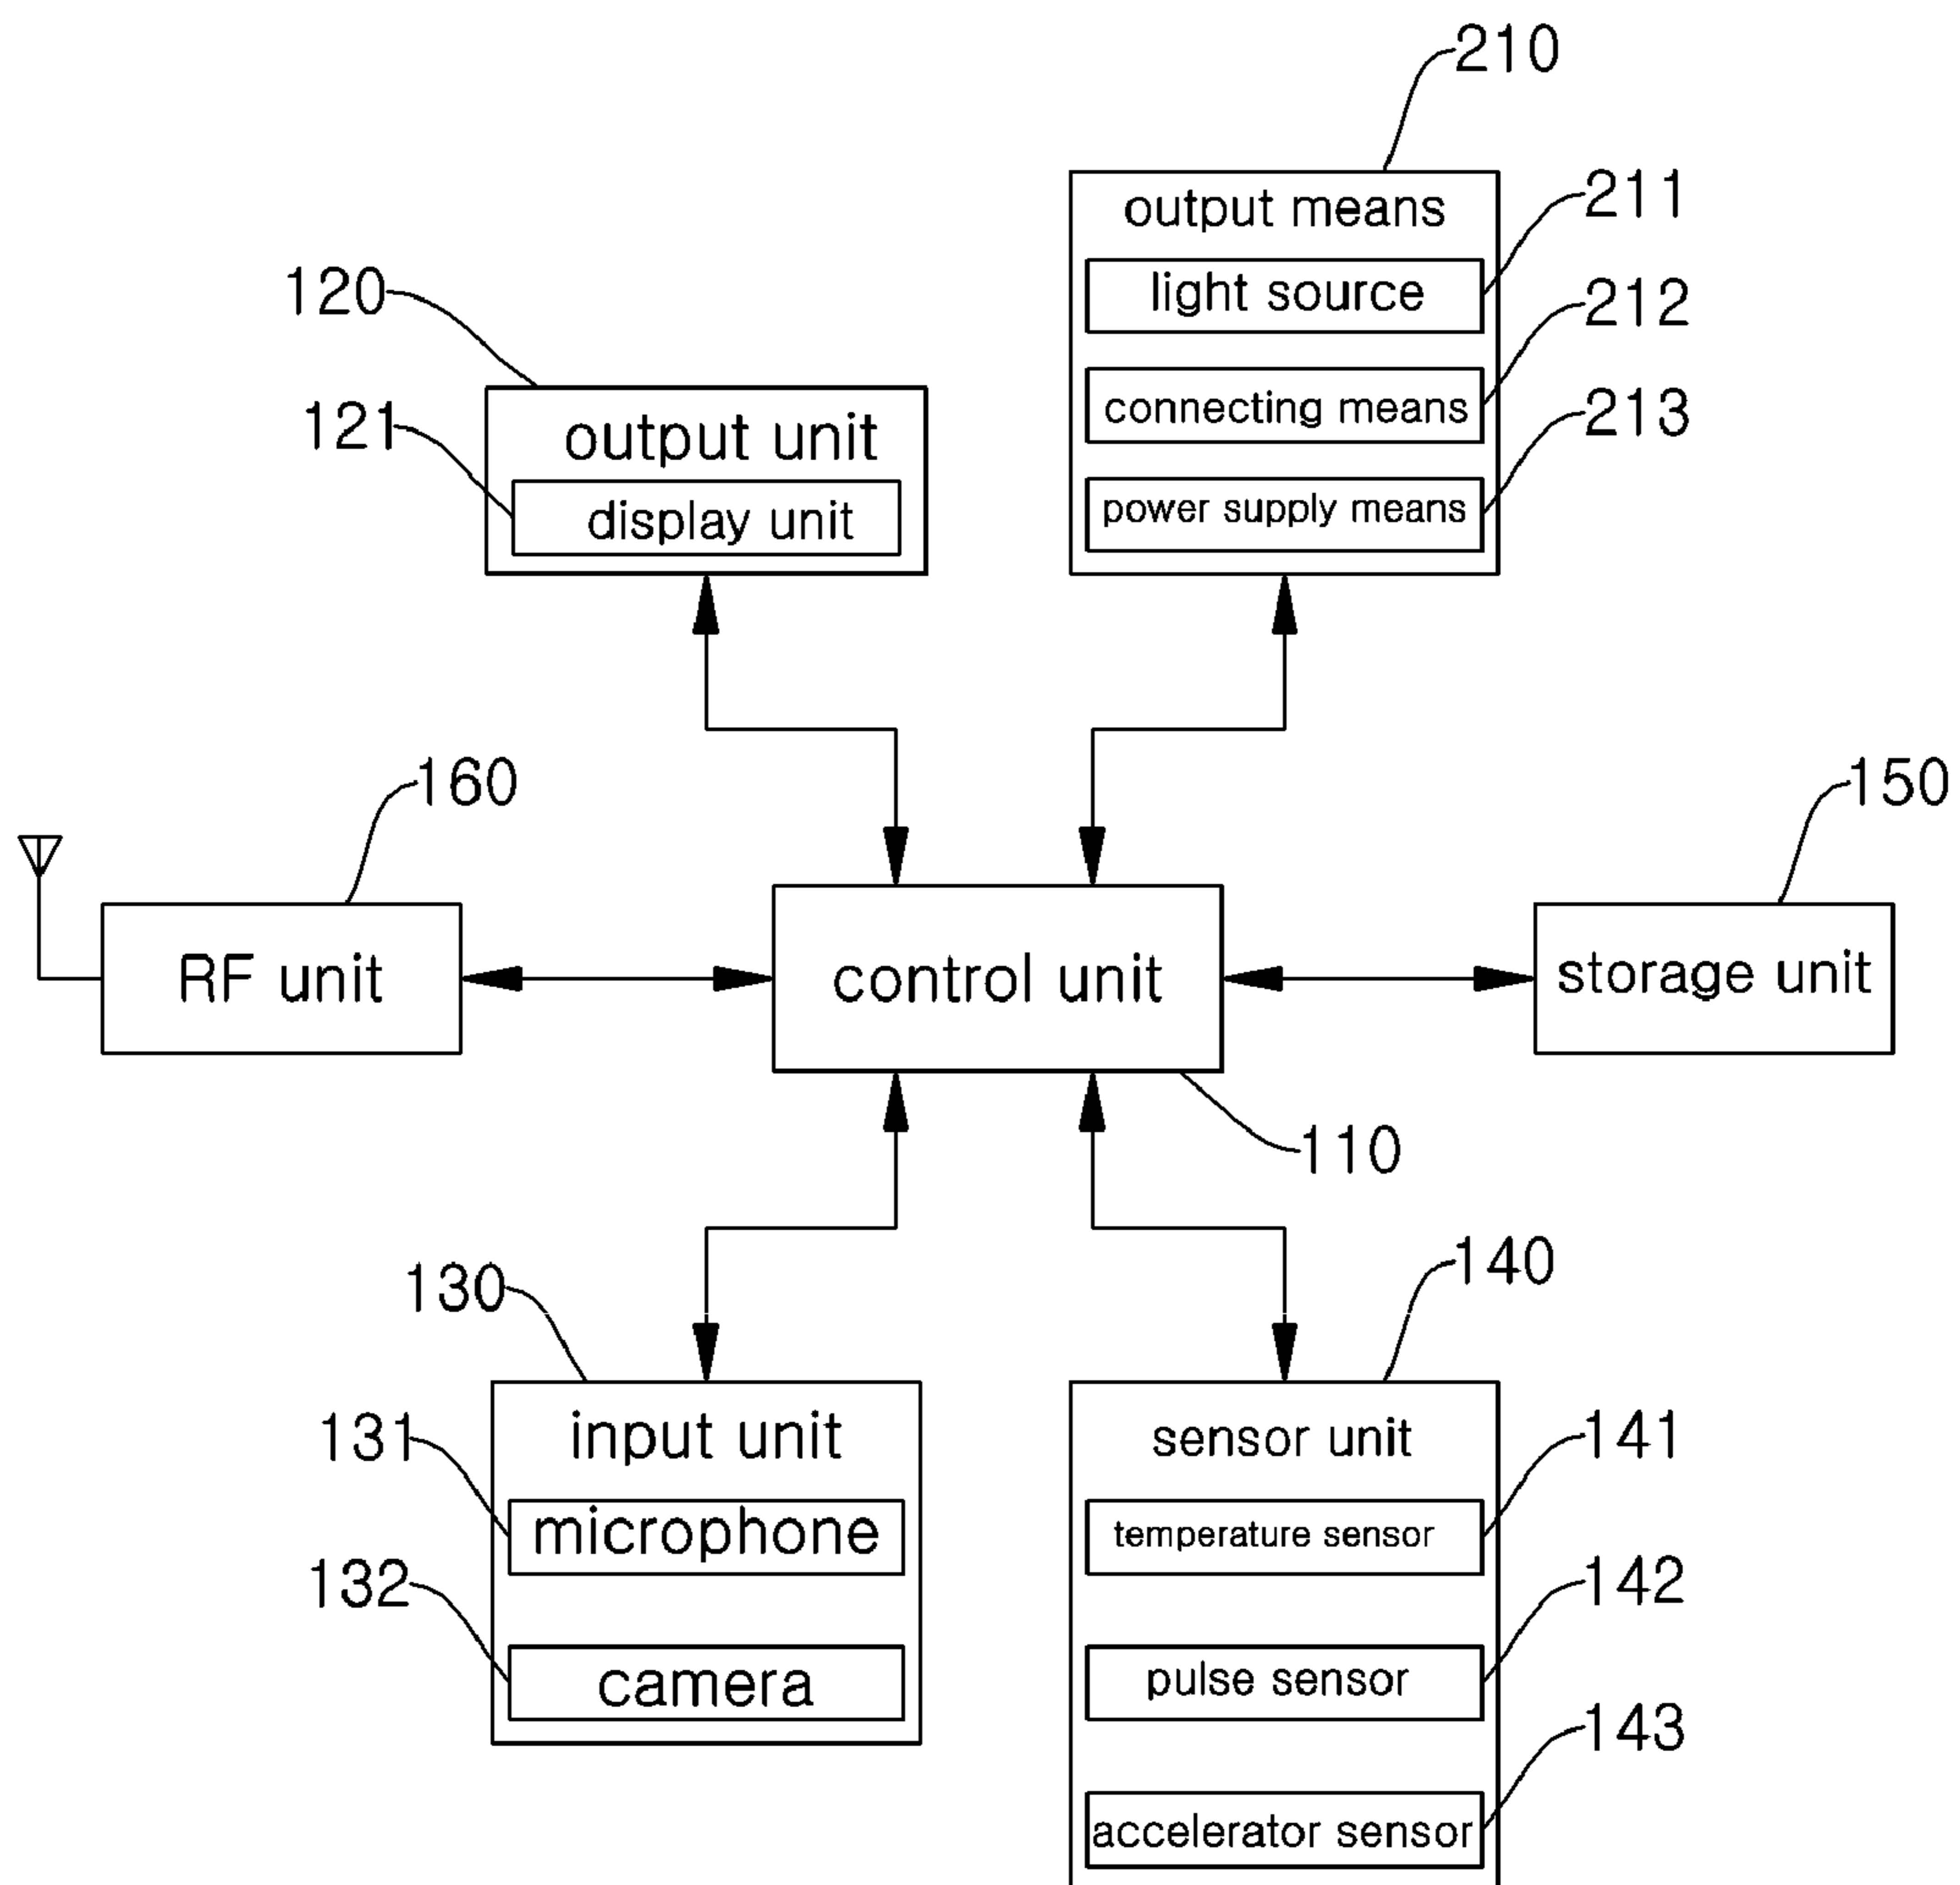 210
output means
211
light source
212
connecting means
213
power supply means
120
output unit
121
display unit
160
RF unit
control unit
110
150
storage unit
130
input unit
131
microphone
132
camera
140
sensor unit
141
temperature sensor
142
pulse sensor
143
accelerator sensor